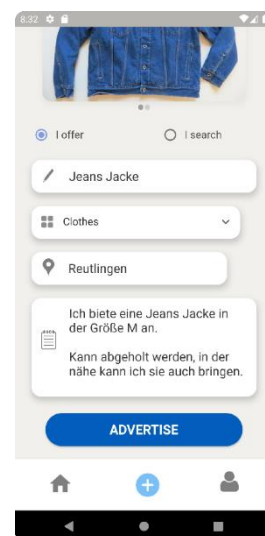 8:32
I offer
I search
Jeans Jacke
Clothes
Reutlingen
Ich biete eine Jeans Jacke in
der Größe M an.
Kann abgeholt werden, in der
nähe kann ich sie auch bringen.
ADVERTISE